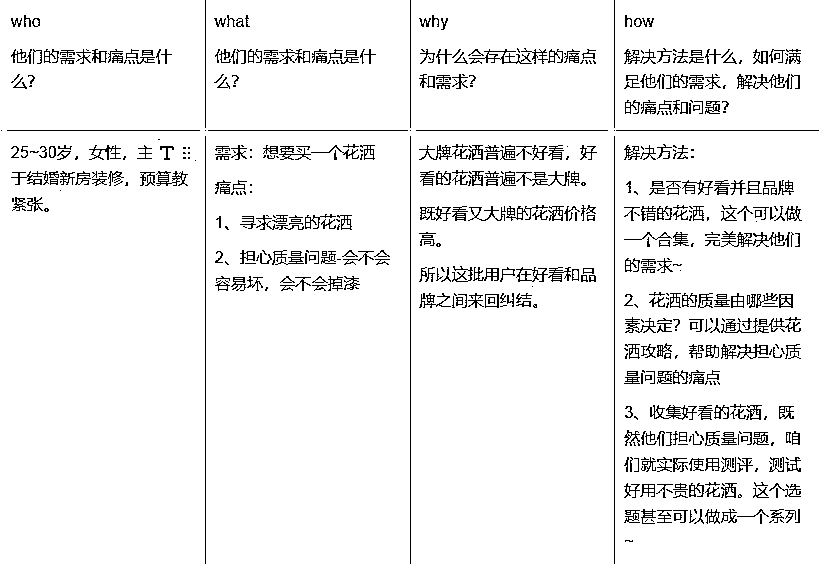 who
他们的需求和痛点是什
么？
what
他们的需求和痛点是什
么？
why
为什么会存在这样的痛点
和需求？
how
解决方法是什么，如何满
足他们的需求，解决他们
的痛点和问题？
25~30岁，女性，主 T
于结婚新房装修，预算教
紧张。
需求：想要买一个花洒
痛点：
1、寻求漂亮的花洒
2、担心质量问题-会不会
容易坏，会不会掉漆
大牌花洒普遍不好看，好
看的花洒普遍不是大牌。
既好看又大牌的花洒价格
高。
所以这批用户在好看和品
牌之间来回纠结。
解决方法：
1、是否有好看并且品牌
不错的花洒，这个可以做
一个合集，完美解决他们
的需求~
2、花洒的质量由哪些因
素决定？可以通过提供花
洒攻略，帮助解决担心质
量问题的痛点
3、收集好看的花洒，既
然他们担心质量问题，咱
们就实际使用测评，测试
好用不贵的花洒。这个选
题甚至可以做成一个系列
~